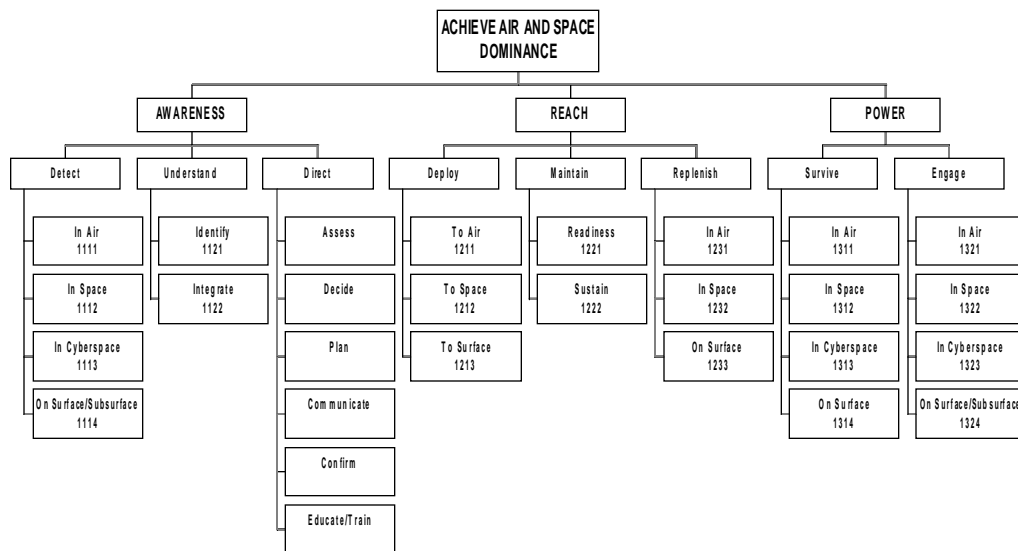 ACHIEVE AIR AND SPACE
DOMINANCE
AWARENESS
REACH
POWER
Detect
Understand
Direct
Deploy
Maintain
Replenish
Survive
Engage
In Air
1111
In Space
1112
In Cyberspace
1113
On Surface/Subsurface
1114
Identify
1121
Integrate
1122
Assess
Decide
Plan
Communicate
Confirm
Educate/Train
To Air
1211
To Space
1212
To Surface
1213
Readiness
1221
Sustain
1222
In Air
1231
In Space
1232
On Surface
1233
In Air
1311
In Space
1312
In Cyberspace
1313
On Surface
1314
In Air
1321
In Space
1322
In Cyberspace
1323
On Surface/Subsurface
1324